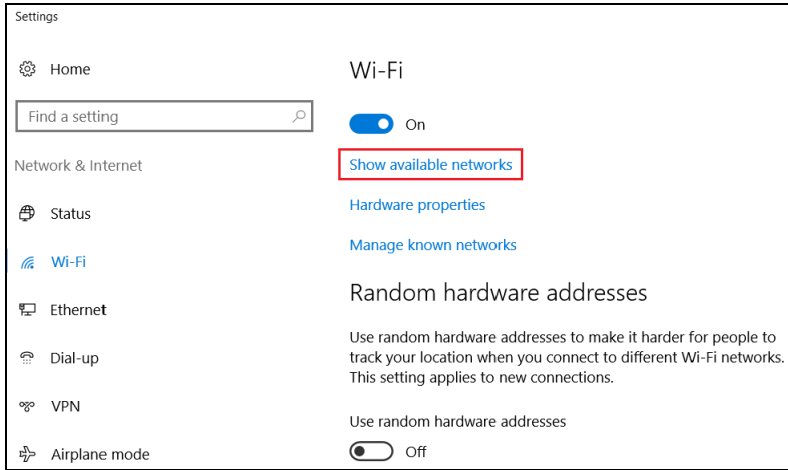 Settings
Home
Find a setting
Network & Internet
Status
Wi-Fi
Ethernet
Dial-up
VPN
Airplane mode
Wi-Fi
On
Show available networks
Hardware properties
Manage known networks
Random hardware addresses
Use random hardware addresses to make it harder for people to
track your location when you connect to different Wi-Fi networks.
This setting applies to new connections.
Use random hardware addresses
Off